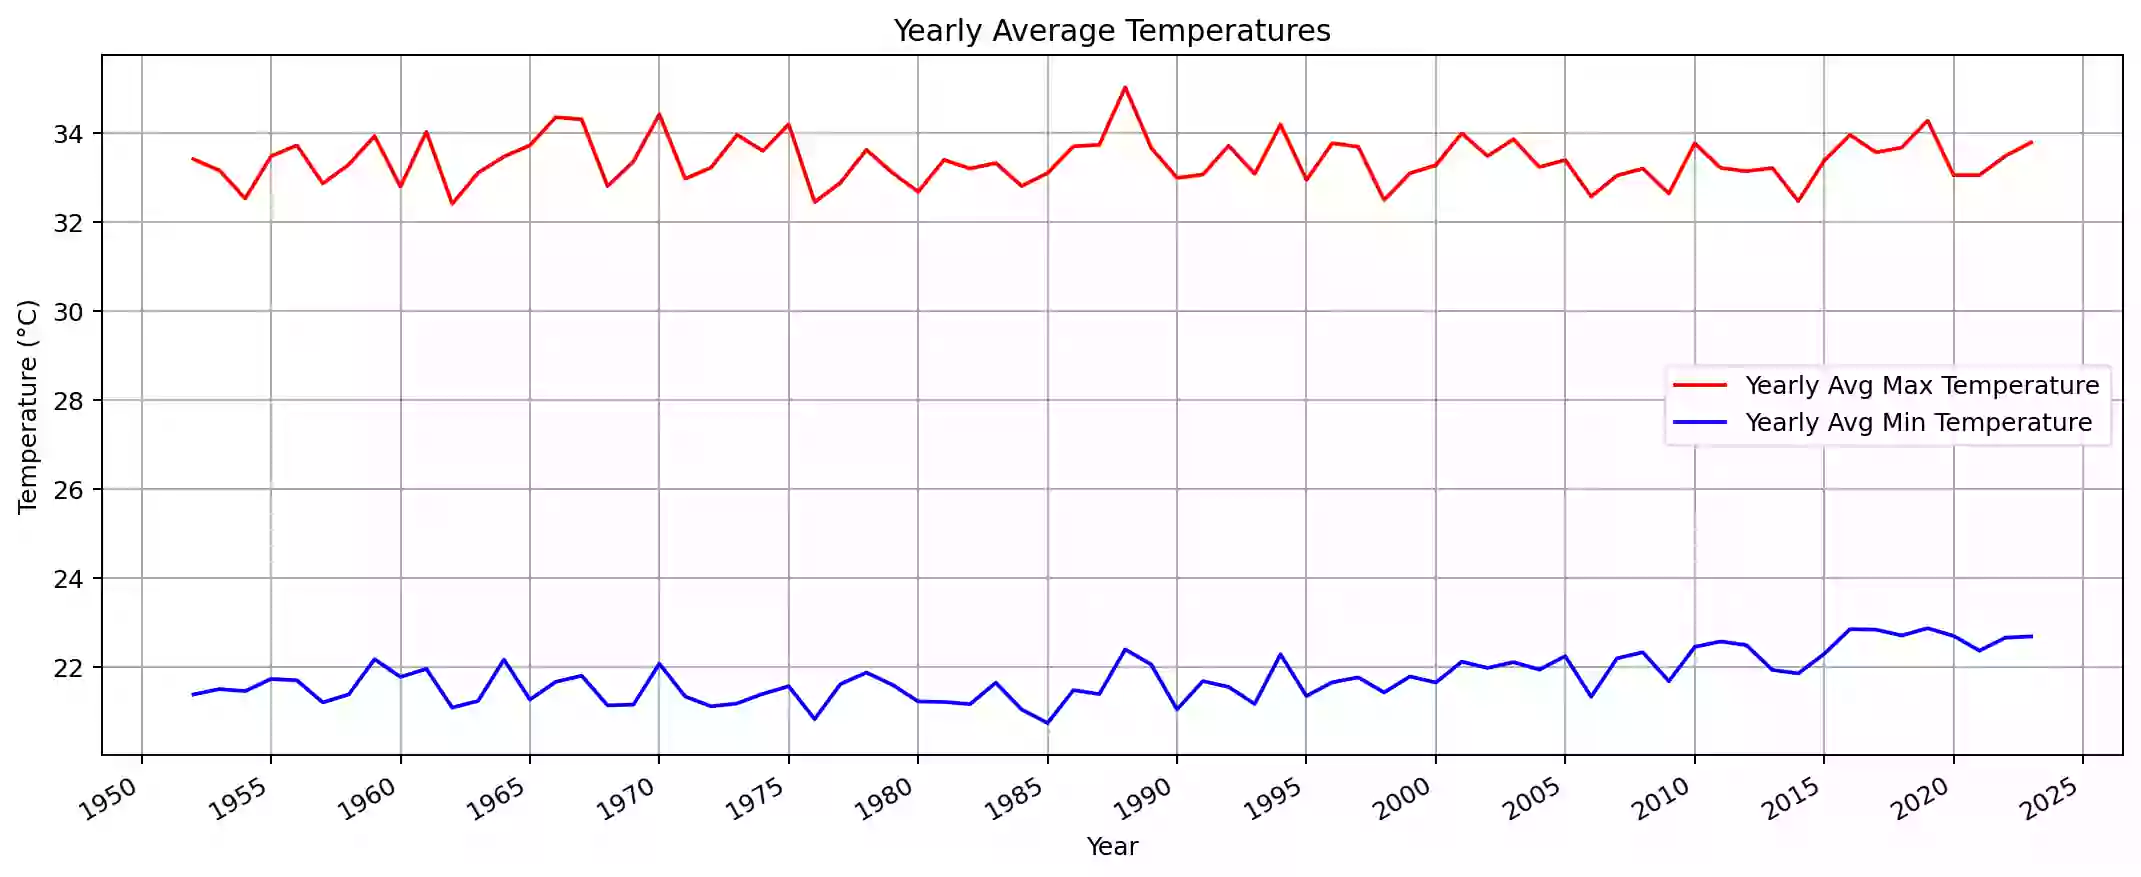 Yearly Average Temperatures
Temperature (°C)
34
32
30
28
26
24
22
Yearly Avg Max Temperature
Yearly Avg Min Temperature
1950 1955 1960 1965 1970 1975 1980 1985 1990 1995 2000 2005 2010 2015 2020 2025
Year